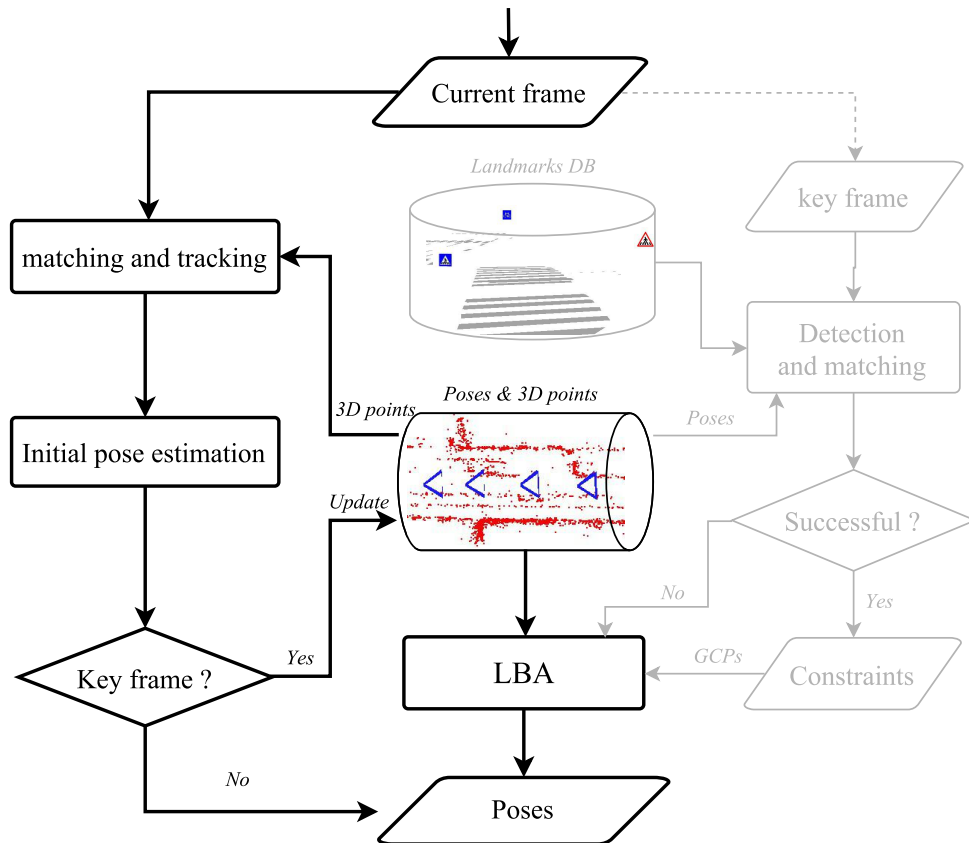 Current frame
Landmarks DB
key frame
matching and tracking
Detection
and matching
3D points
Poses & 3D points
Poses
Initial pose estimation
Update
Successful ?
No
Yes
Yes
GCPs
Key frame ?
LBA
Constraints
No
Poses